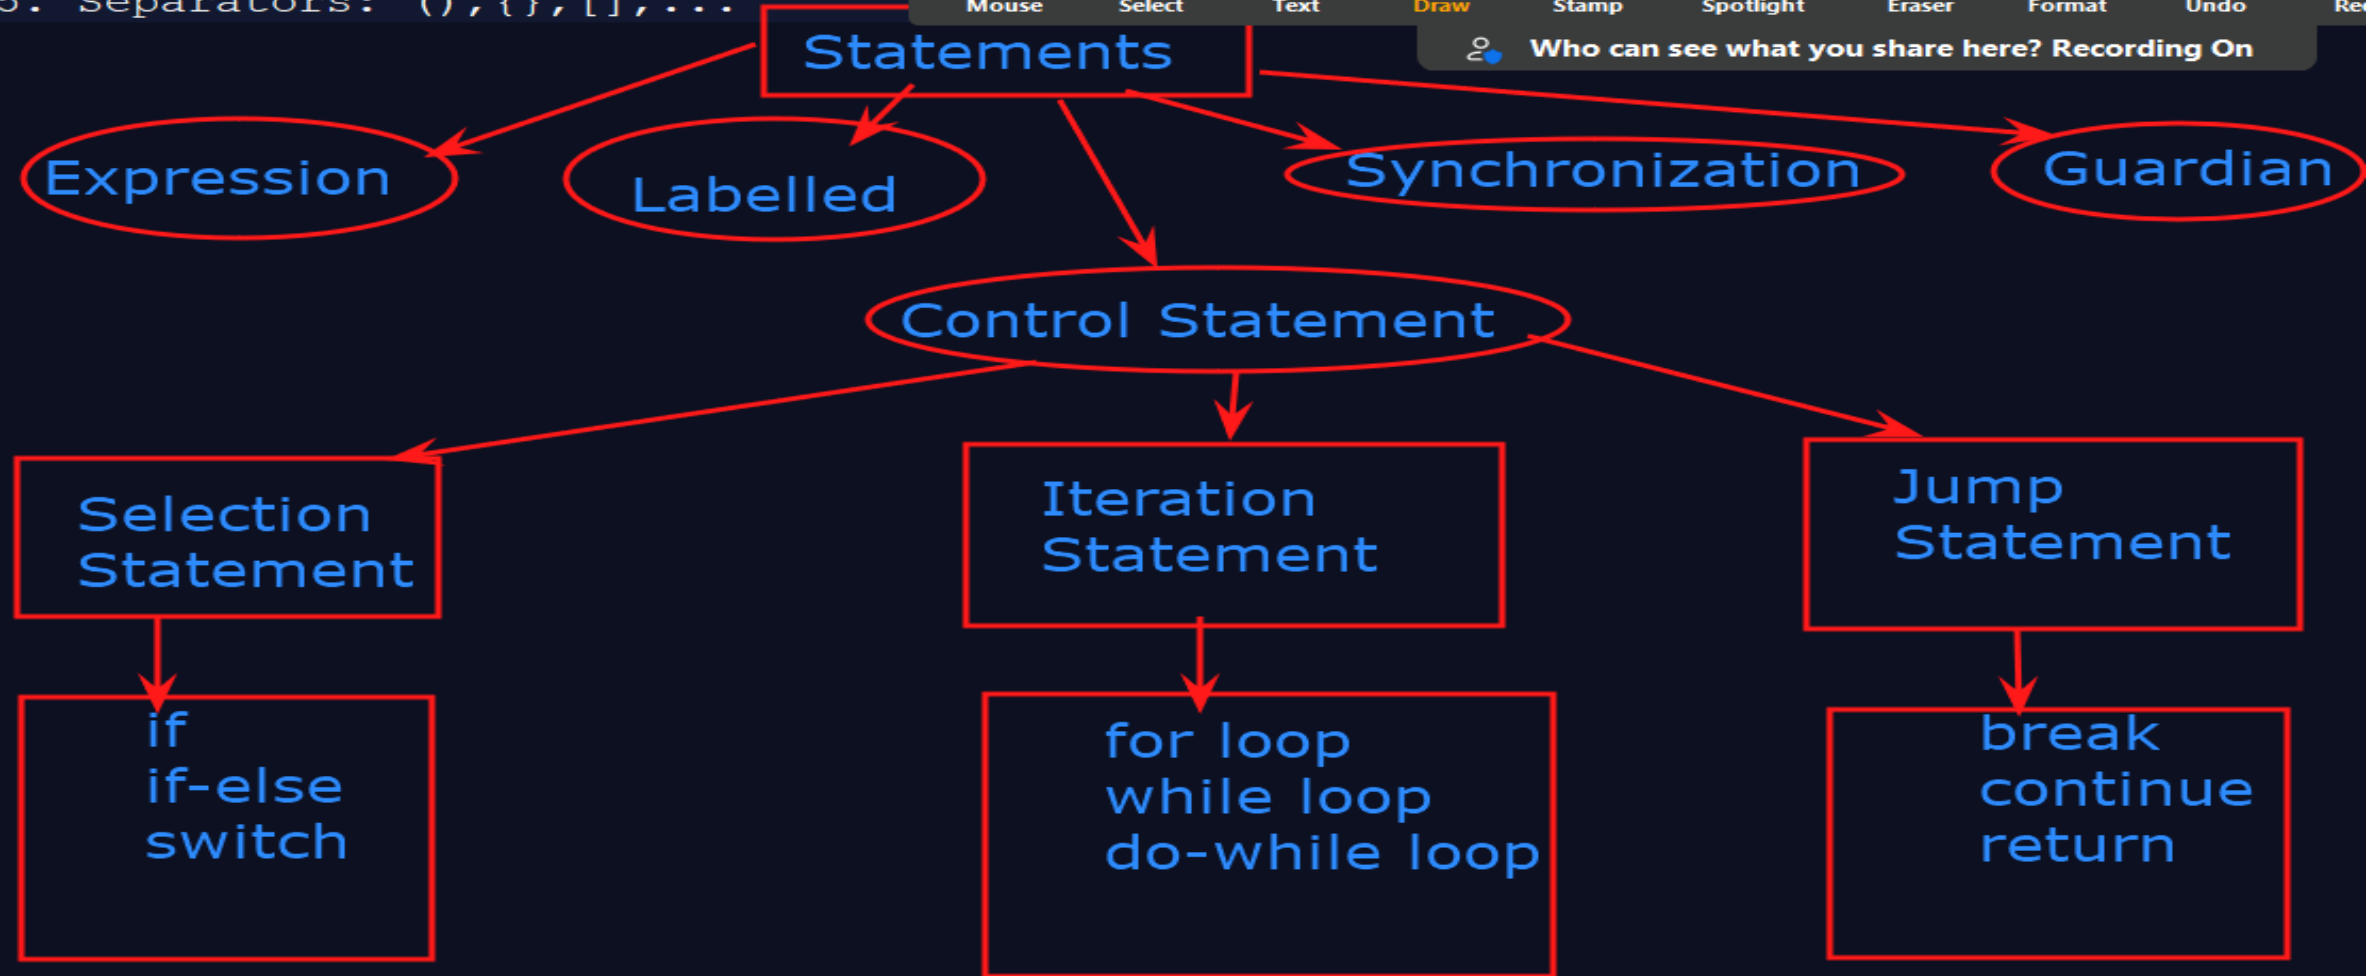 Separators: (),{},[],...
Mouse Select Text Draw Stamp Spotlight Eraser Format Undo
Who can see what you share here? Recording On
Statements
Expression
Labelled
Synchronization
Guardian
Control Statement
Selection
Statement
Iteration
Statement
Jump
Statement
if
if-else
switch
for loop
while loop
do-while loop
break
continue
return